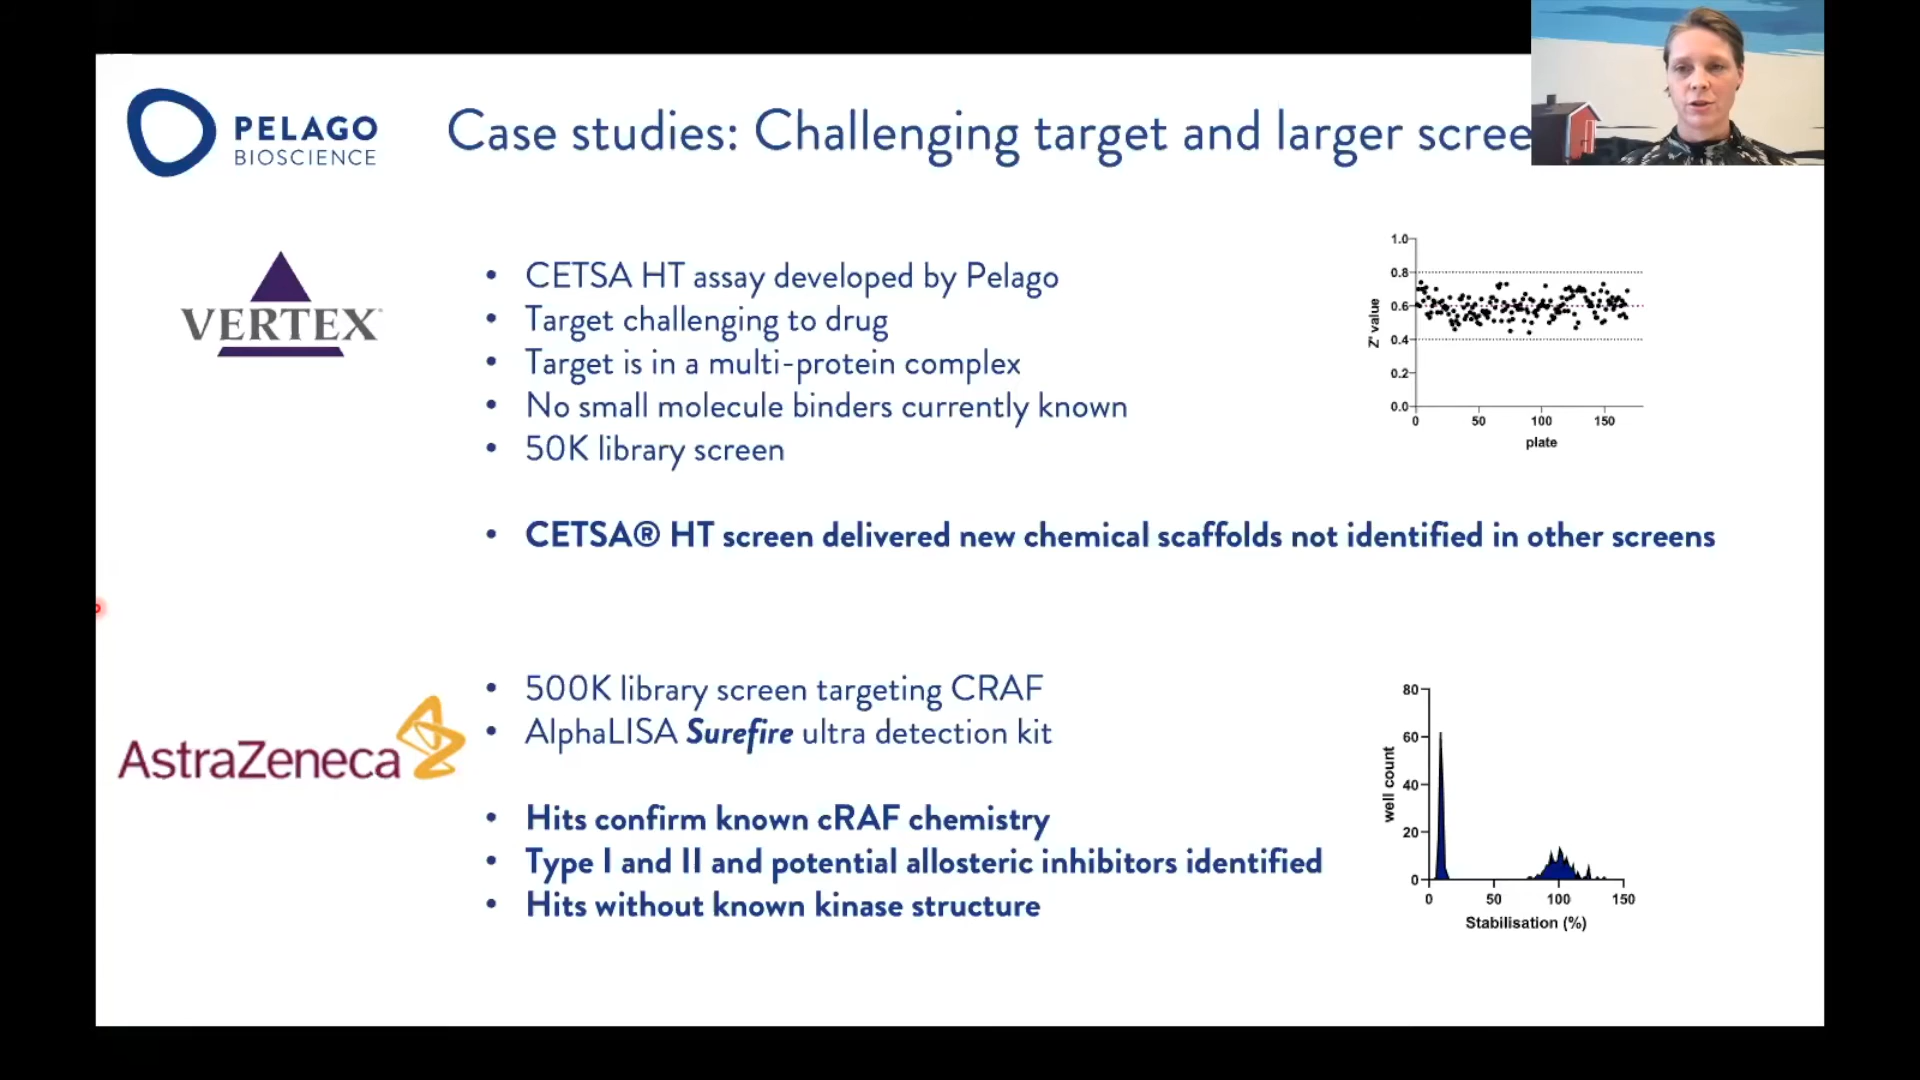 PELAGO
BIOSCIENCE
Case studies: Challenging target and larger scree
VERTEX
• CETSA HT assay developed by Pelago
• Target challenging to drug
• Target is in a multi-protein complex
• No small molecule binders currently known
• 50K library screen
• CETSA® HT screen delivered new chemical scaffolds not identified in other screens
1.0
0.8
0.6
0.4
0.2
0.0
Z' value
0 50 100 150
plate
AstraZeneca
• 500K library screen targeting CRAF
• AlphaLISA Surefire ultra detection kit
• Hits confirm known cRAF chemistry
• Type I and II and potential allosteric inhibitors identified
• Hits without known kinase structure
80
60
40
20
0
well count
0 50 100 150
Stabilisation (%)